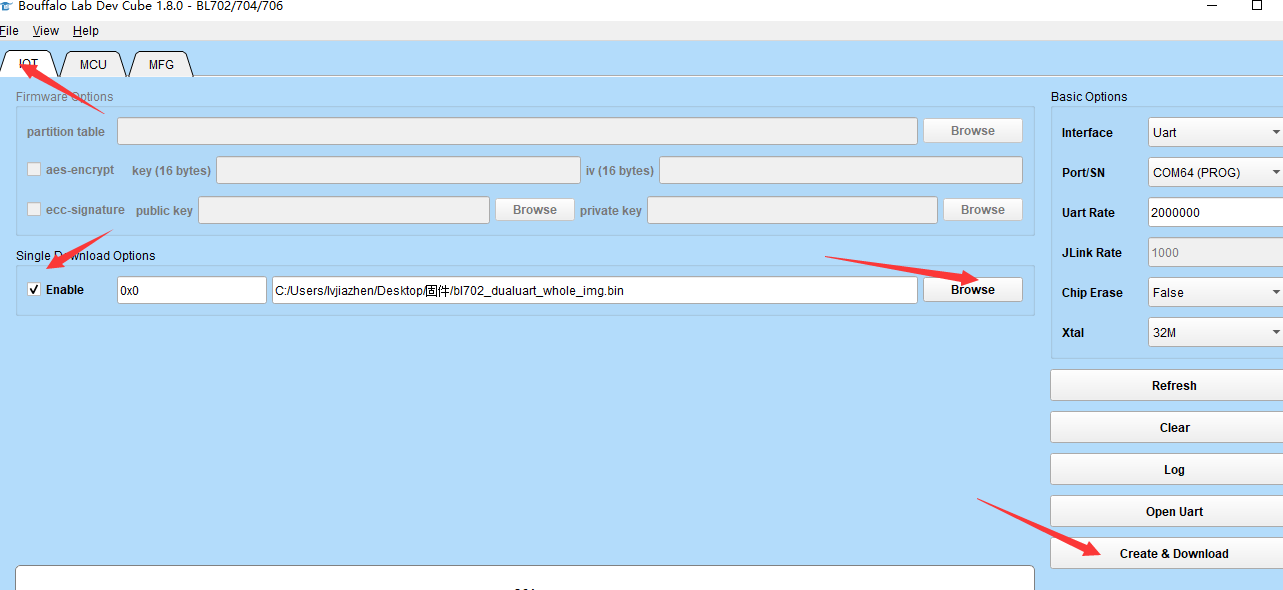 Bouffalo Lab Dev Cube 1.8.0 - BL702/704/706
File View Help
IOT MCU MFG
Firmware Options
partition table Browse
aes-encrypt key (16 bytes) iv (16 bytes)
ecc-signature public key Browse private key Browse
Single Download Options
Enable 0x0 C:/Users/lvjiazhen/Desktop/固件/bl702_dualuart_whole_img.bin Browse
Basic Options
Interface Uart
Port/SN COM64 (PROG)
Uart Rate 2000000
JLink Rate 1000
Chip Erase False
Xtal 32M
Refresh
Clear
Log
Open Uart
Create & Download